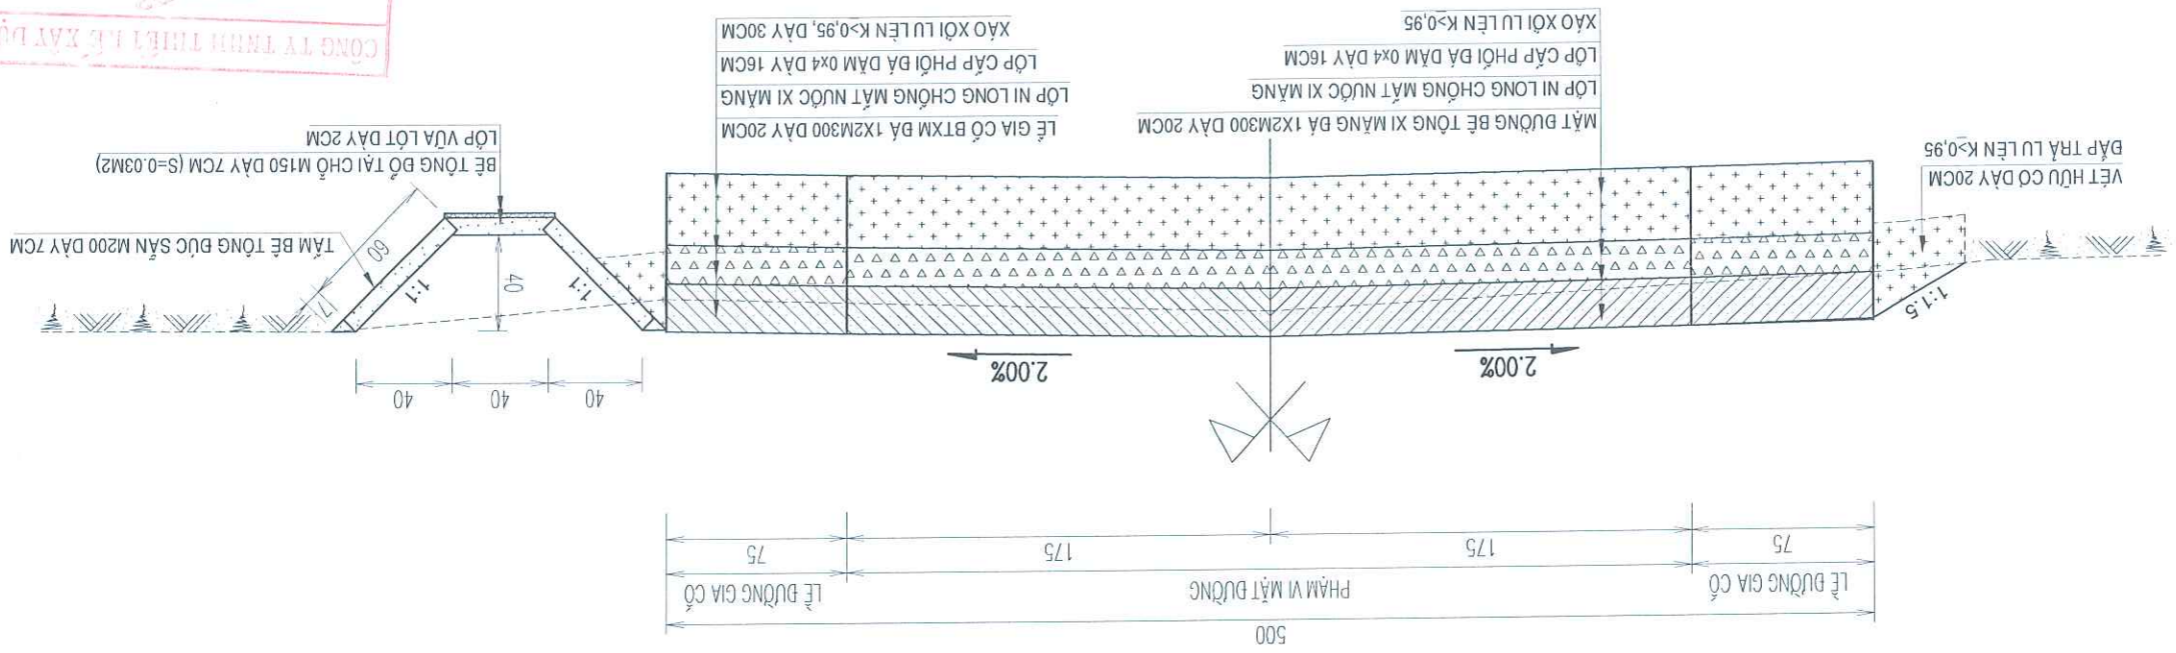 500
LỀ ĐƯỜNG GIA CỐ
PHẠM VI MẶT ĐƯỜNG
LỀ ĐƯỜNG GIA CỐ
75
175
175
75
2.00%
2.00%
40
40
40
1:1.5
1:1
40
1:1
17
60
TẤM BÊ TÔNG ĐÚC SẴN M200 DÀY 7CM
VÉT HỮU CƠ DÀY 20CM
ĐẮP TRẢ LU LÈN K>0,95
MẶT ĐƯỜNG BÊ TÔNG XI MĂNG ĐÁ 1X2M300 DÀY 20CM
LỚP NI LONG CHỐNG MẤT NƯỚC XI MĂNG
LỚP CẤP PHỐI ĐÁ DĂM 0x4 DÀY 16CM
XÁO XỚI LU LÈN K>0,95
LỀ GIA CỐ BTXM ĐÁ 1X2M300 DÀY 20CM
LỚP NI LONG CHỐNG MẤT NƯỚC XI MĂNG
LỚP CẤP PHỐI ĐÁ DĂM 0x4 DÀY 16CM
XÁO XỚI LU LÈN K>0,95, DÀY 30CM
BÊ TÔNG ĐỔ TẠI CHỖ M150 DÀY 7CM (S=0.03M2)
LỚP VỮA LÓT DÀY 2CM
CÔNG TY TNHH THIẾT KẾ XÂY